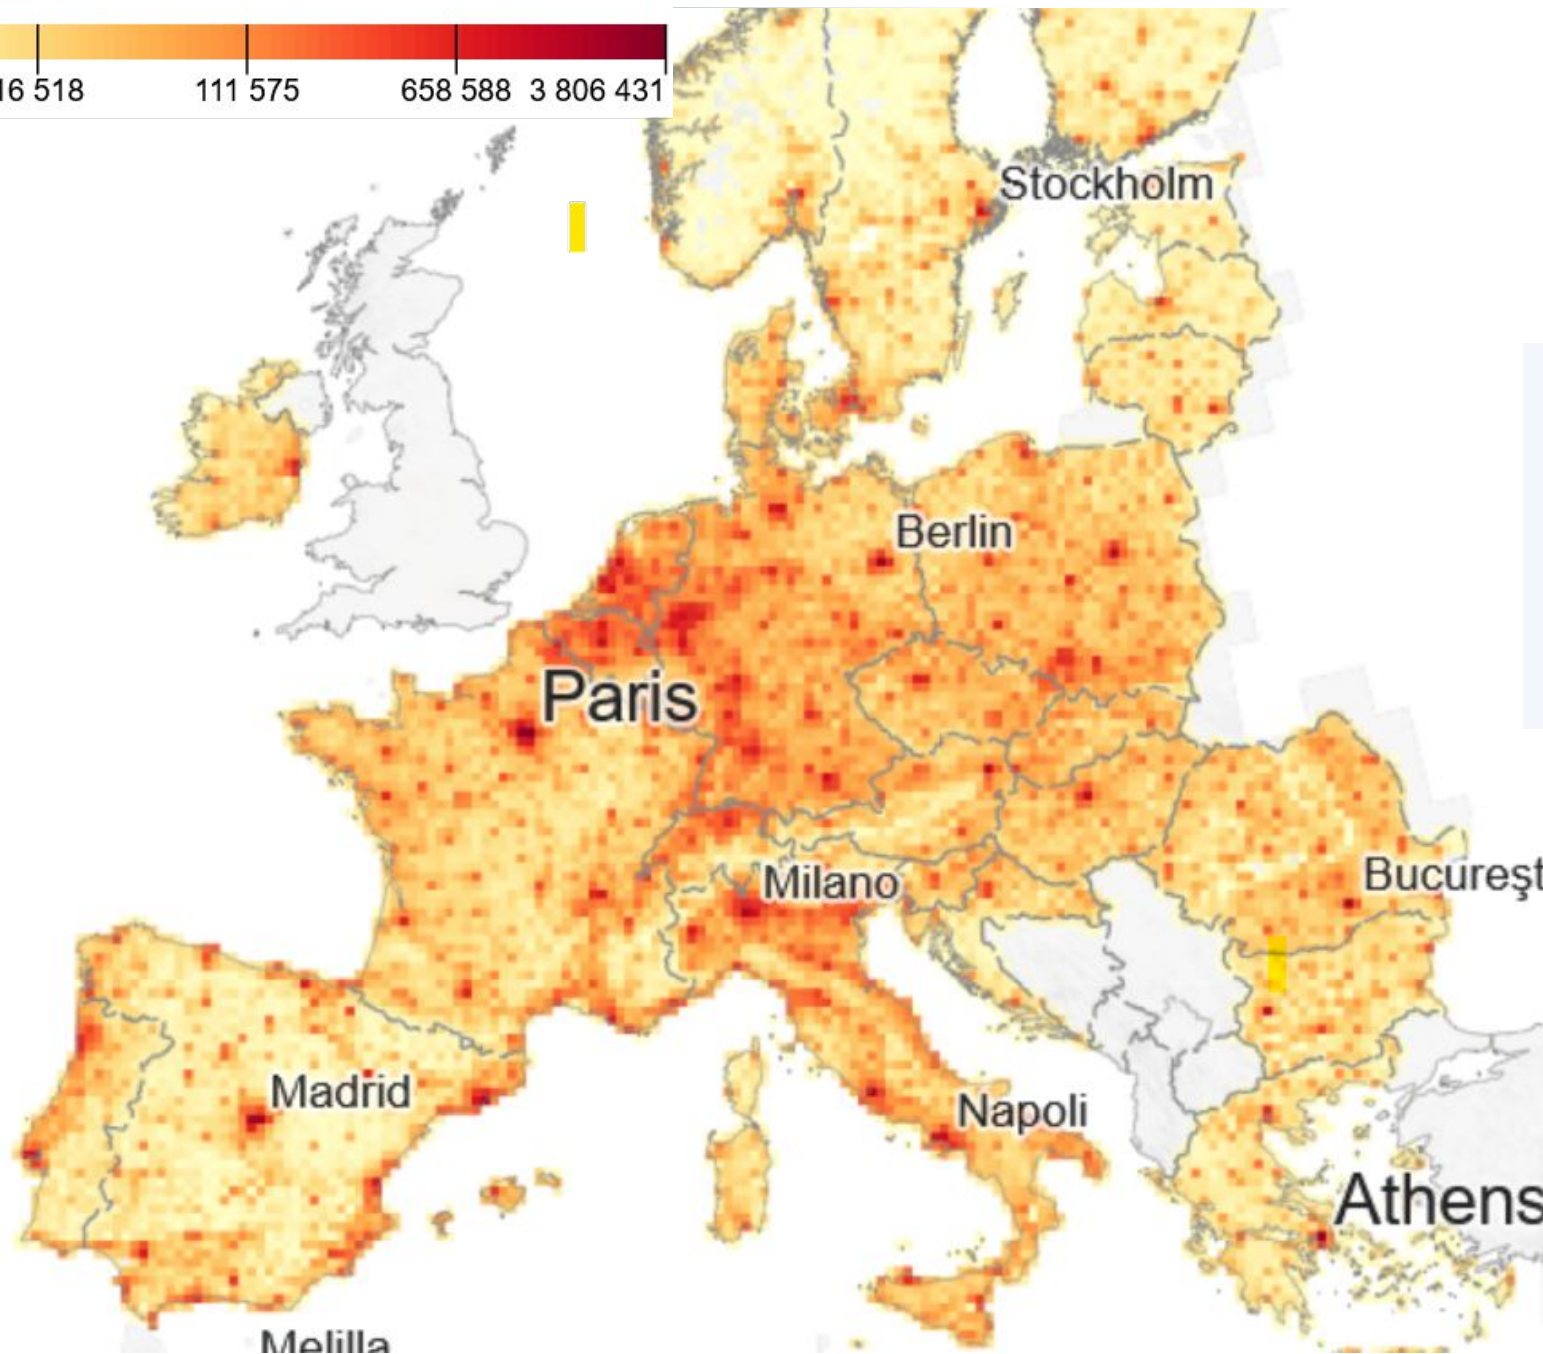 16 518 111 575 658 588 3 806 431
Stockholm
Berlin
Paris
Milano
Bucureşt
Madrid
Napoli
Athens
Melilla